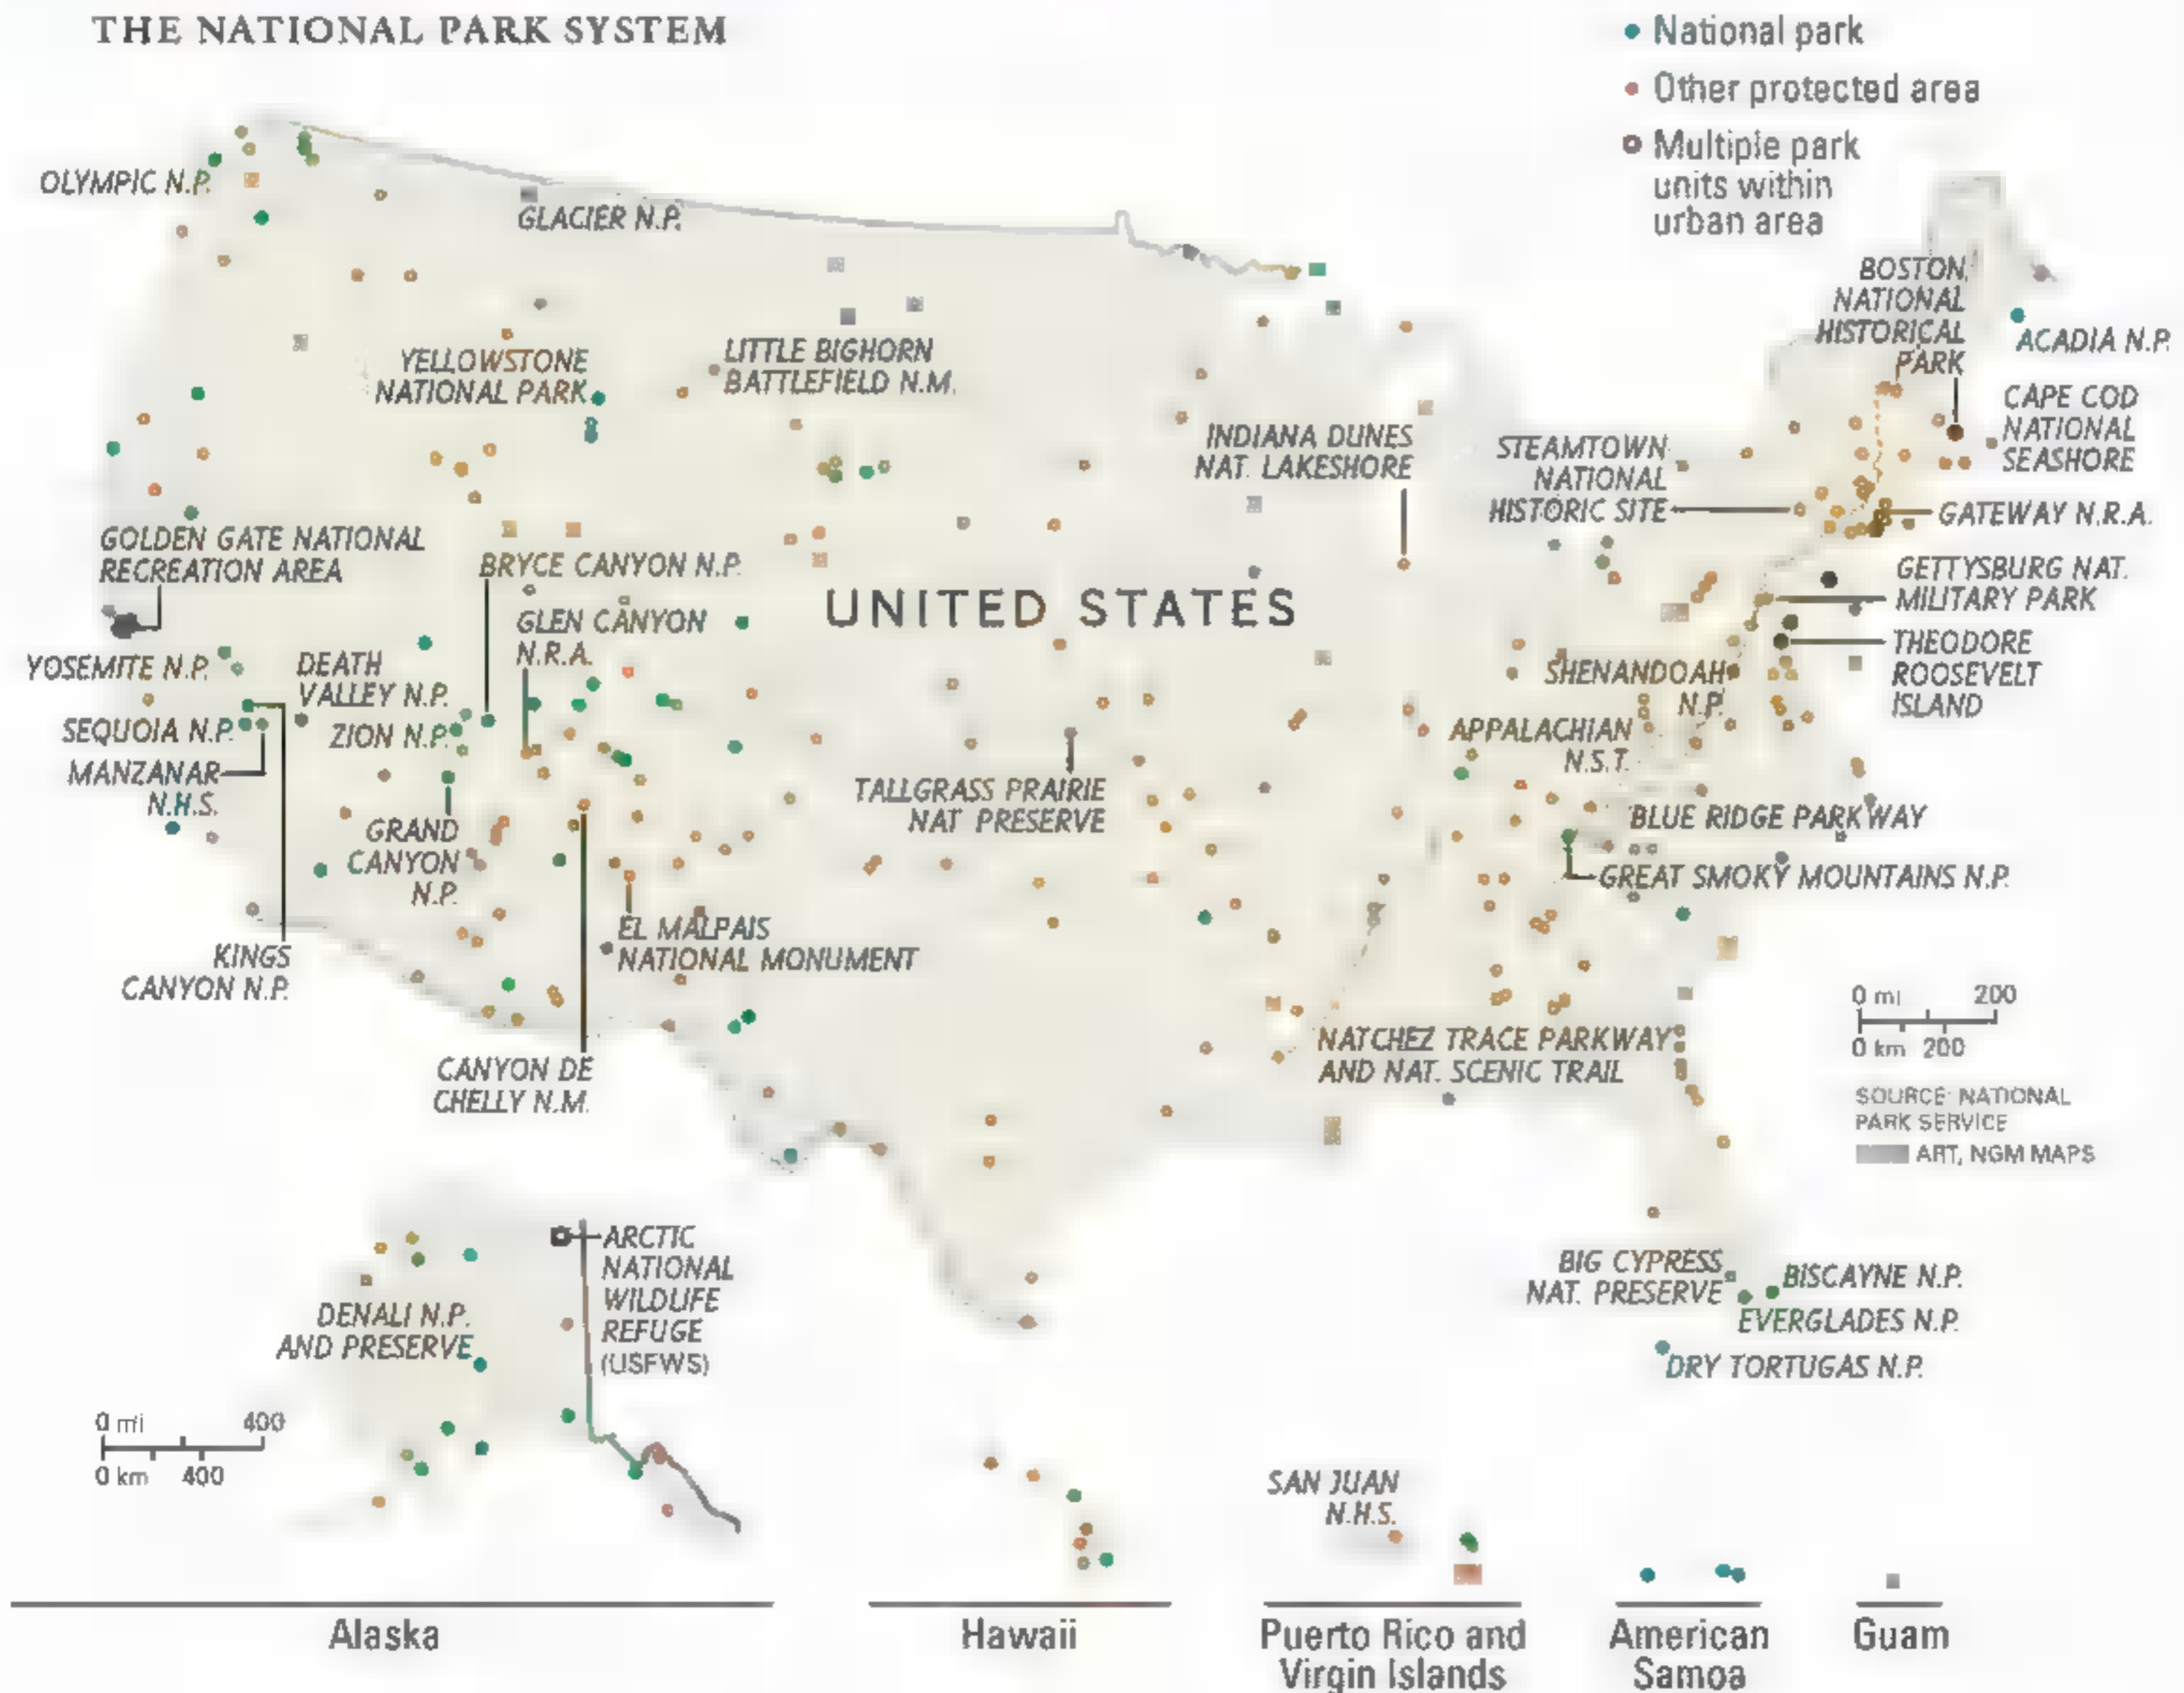 THE NATIONAL PARK SYSTEM
National park
Other protected area
Multiple park
units within
urban area
OLYMPIC N.P.
GLACIER N.P.
BOSTON
NATIONAL
HISTORICAL
PARK
ACADIA N.P.
YELLOWSTONE
NATIONAL PARK
LITTLE BIGHORN
BATTLEFIELD N.M.
CAPE COD
NATIONAL
SEASHORE
INDIANA DUNES
NAT. LAKESHORE
STEAMTOWN
NATIONAL
HISTORIC SITE
GATEWAY N.R.A.
GOLDEN GATE NATIONAL
RECREATION AREA
BRYCE CANYON N.P.
GLEN CANYON
N.R.A.
UNITED STATES
GETTYSBURG NAT.
MILITARY PARK
THEODORE
ROOSEVELT
ISLAND
YOSEMITE N.P.
DEATH
VALLEY N.P.
SHENANDOAH
N.P.
SEQUOIA N.P.
ZION N.P.
APPALACHIAN
N.S.T.
MANZANAR
N.H.S.
TALLGRASS PRAIRIE
NAT PRESERVE
GRAND
CANYON
N.P.
BLUE RIDGE PARKWAY
GREAT SMOKY MOUNTAINS N.P.
EL MALPAIS
NATIONAL MONUMENT
KINGS
CANYON N.P.
0 mi 200
0 km 200
NATCHEZ TRACE PARKWAY
AND NAT. SCENIC TRAIL
CANYON DE
CHELLY N.M.
SOURCE: NATIONAL
PARK SERVICE
ART, NGM MAPS
ARCTIC
NATIONAL
WILDLIFE
REFUGE
(USFWS)
DENALI N.P.
AND PRESERVE
BIG CYPRESS
NAT. PRESERVE
BISCAYNE N.P.
EVERGLADES N.P.
DRY TORTUGAS N.P.
0 mi 400
0 km 400
SAN JUAN
N.H.S.
Alaska
Hawaii
Puerto Rico and
Virgin Islands
American
Samoa
Guam